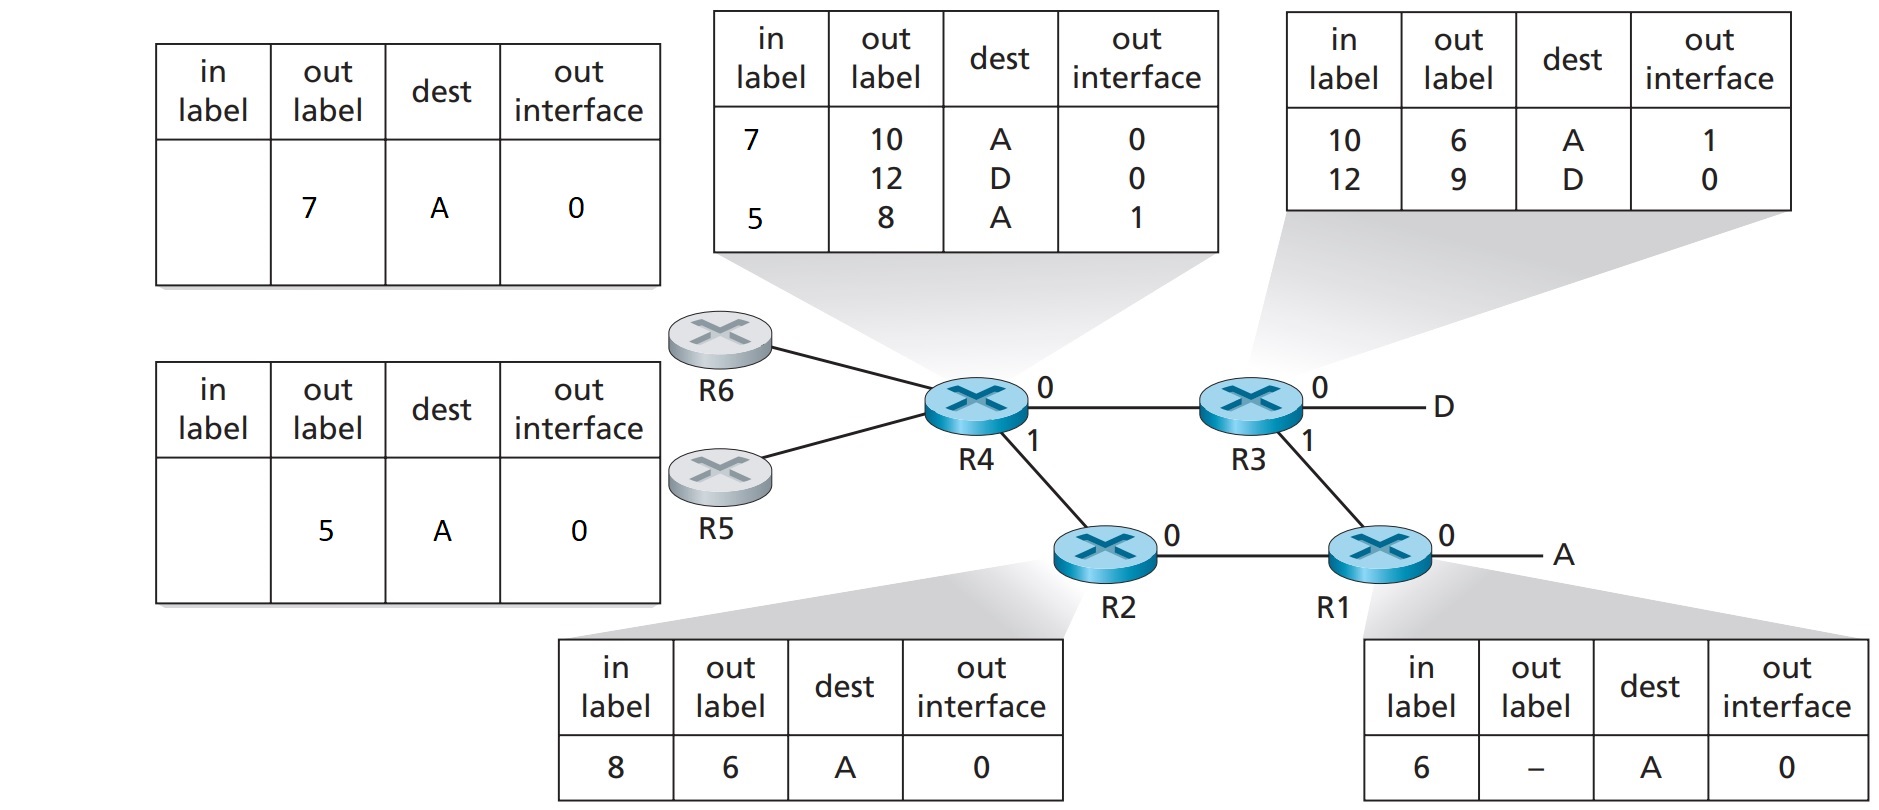 in label | out label | dest | out interface
7 | A | 0
in label | out label | dest | out interface
7 | 10 | A | 0
12 | D | 0
5 | 8 | A | 1
in label | out label | dest | out interface
10 | 6 | A | 1
12 | 9 | D | 0
in label | out label | dest | out interface
5 | A | 0
R6
R5
0
1
R4
0
1
R3
D
0
R2
0
R1
A
in label | out label | dest | out interface
8 | 6 | A | 0
in label | out label | dest | out interface
6 | – | A | 0